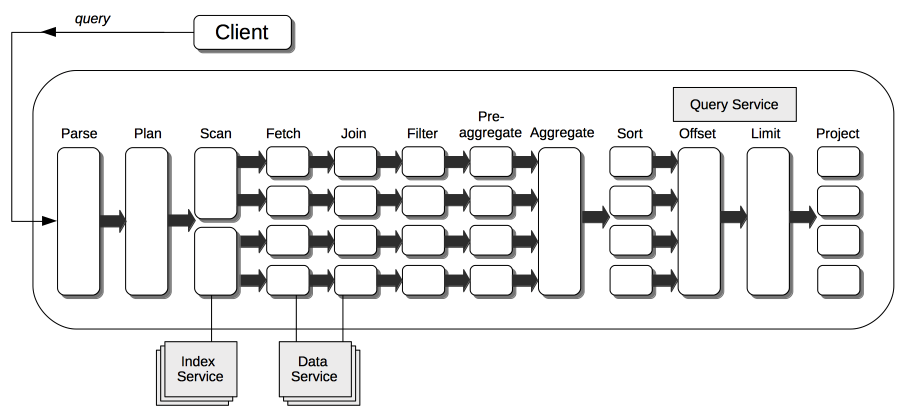 query
Client
Query Service
Parse
Plan
Scan
Fetch
Join
Filter
Pre-
aggregate
Aggregate
Sort
Offset
Limit
Project
Index
Service
Data
Service